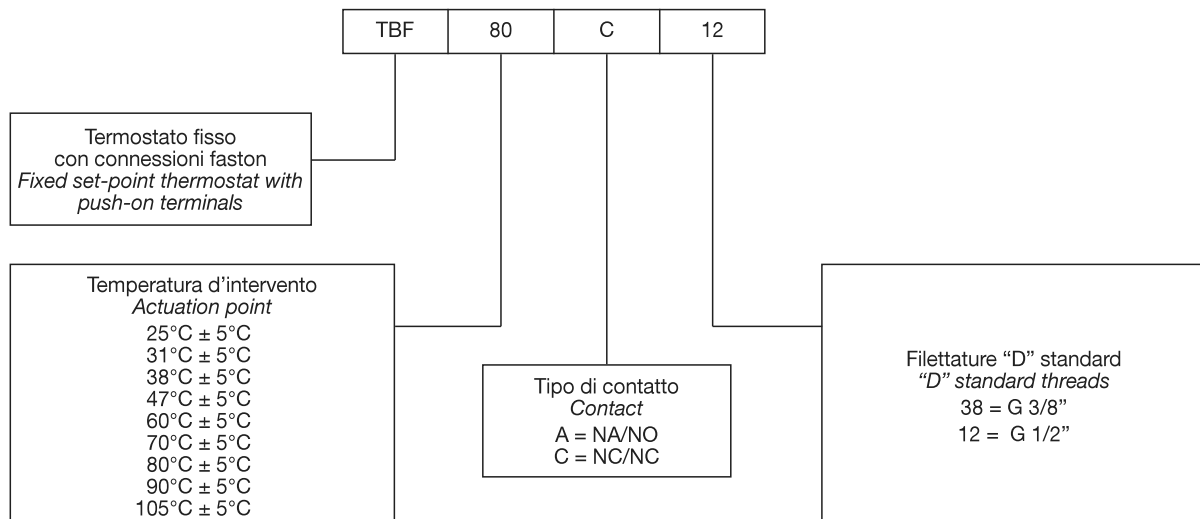 TBF 80 C 12
Termostato fisso
con connessioni faston
Fixed set-point thermostat with
push-on terminals
Temperatura d’intervento
Actuation point
25°C ± 5°C
31°C ± 5°C
38°C ± 5°C
47°C ± 5°C
60°C ± 5°C
70°C ± 5°C
80°C ± 5°C
90°C ± 5°C
105°C ± 5°C
Tipo di contatto
Contact
A = NA/NO
C = NC/NC
Filettature “D” standard
“D” standard threads
38 = G 3/8”
12 = G 1/2”